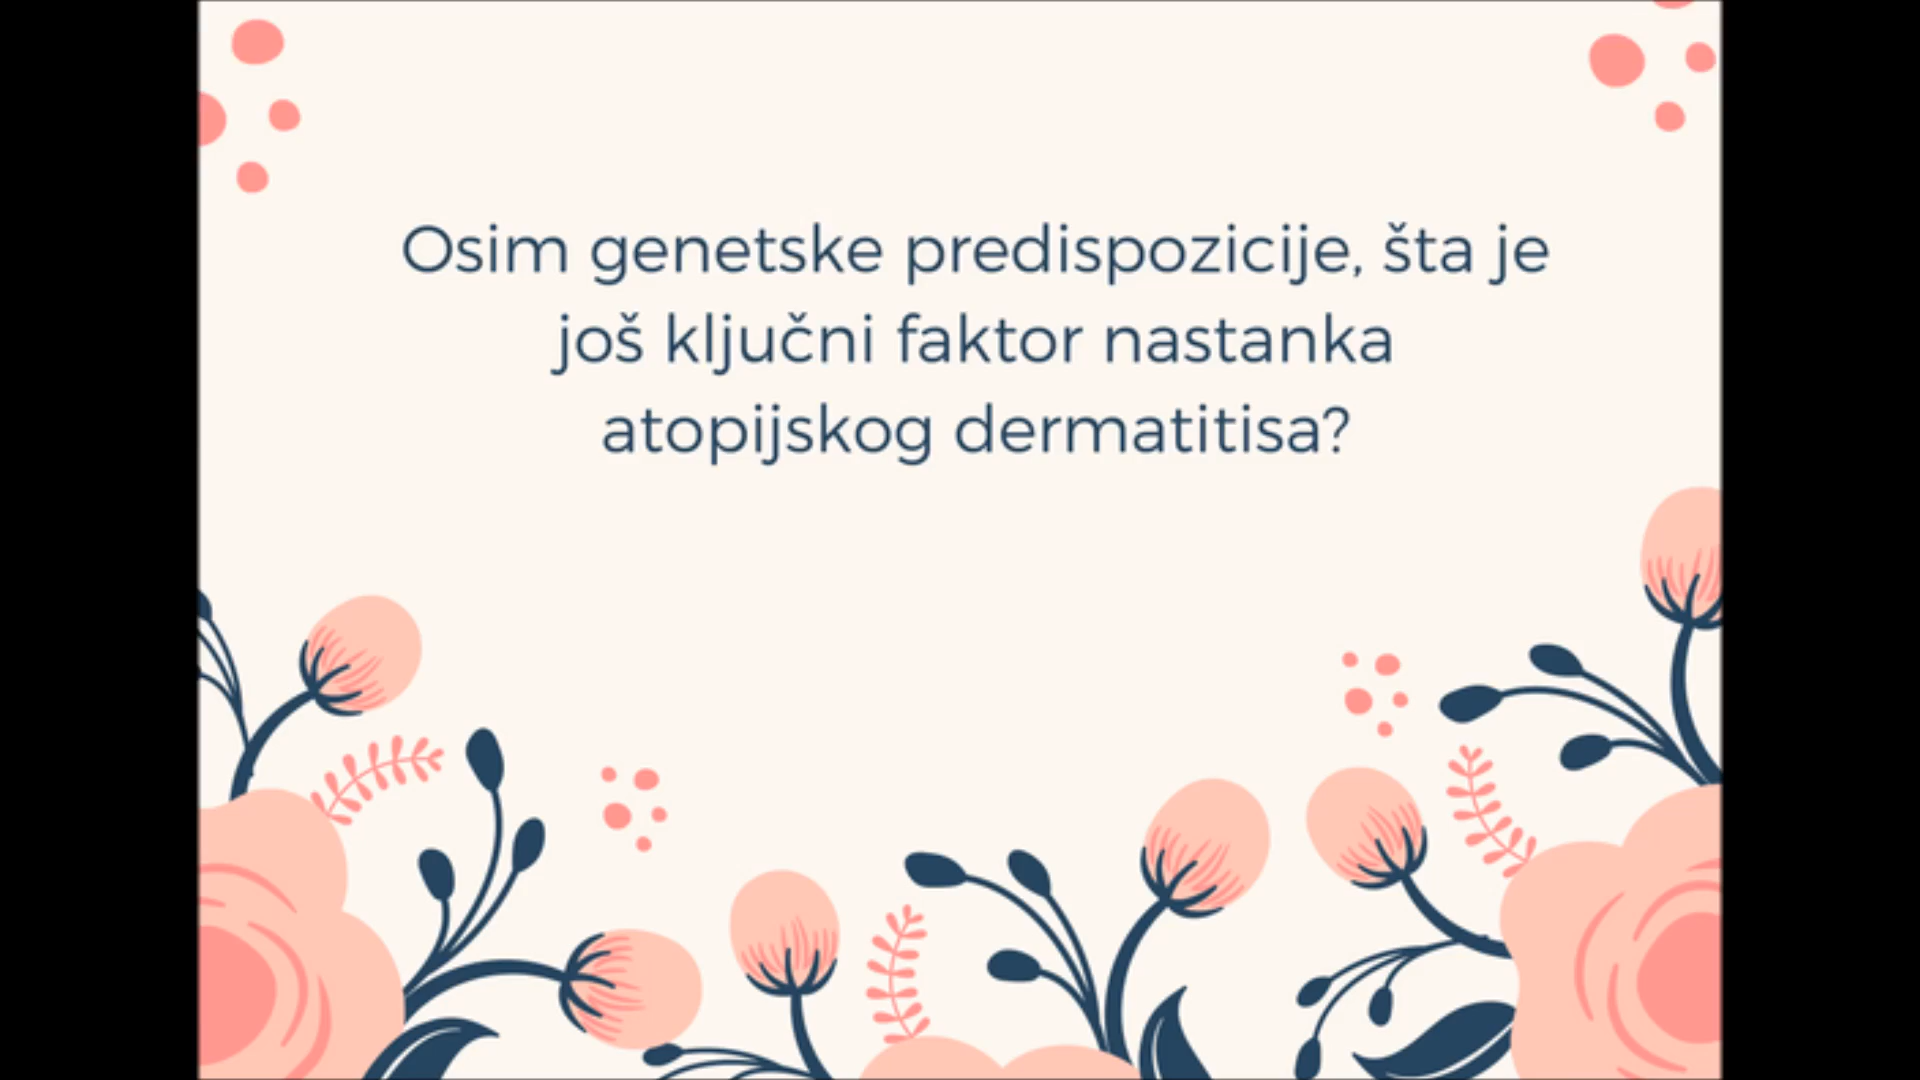 Osim genetske predispozicije, šta je
još ključni faktor nastanka
atopijskog dermatitisa?